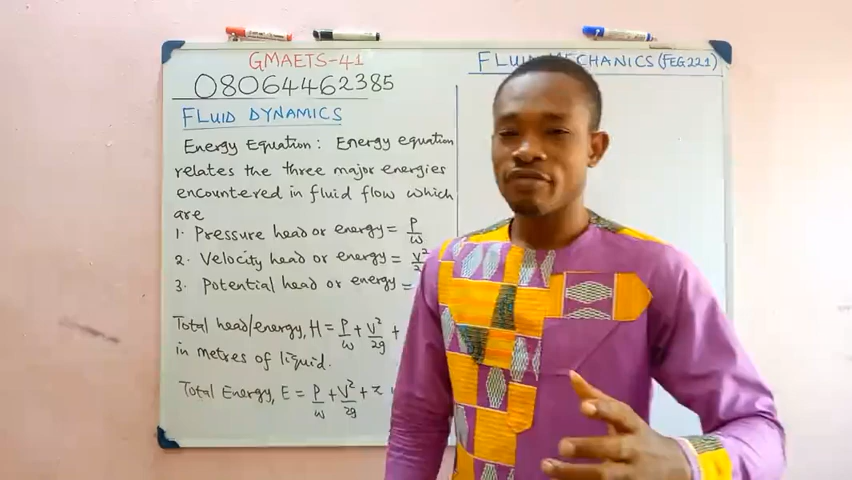 GMAETS-41
08064462385
FLUID DYNAMICS
Energy Equation: Energy equation
relates the three major energies
encountered in fluid flow which
are
1. Pressure head or energy = P/w
2. Velocity head or energy = V²/2
3. Potential head or energy =
Total head/energy, H = P/w + V²/2g +
in metres of liquid.
Total Energy, E = P/w + V²/2g + z
FLUID MECHANICS (FEG221)